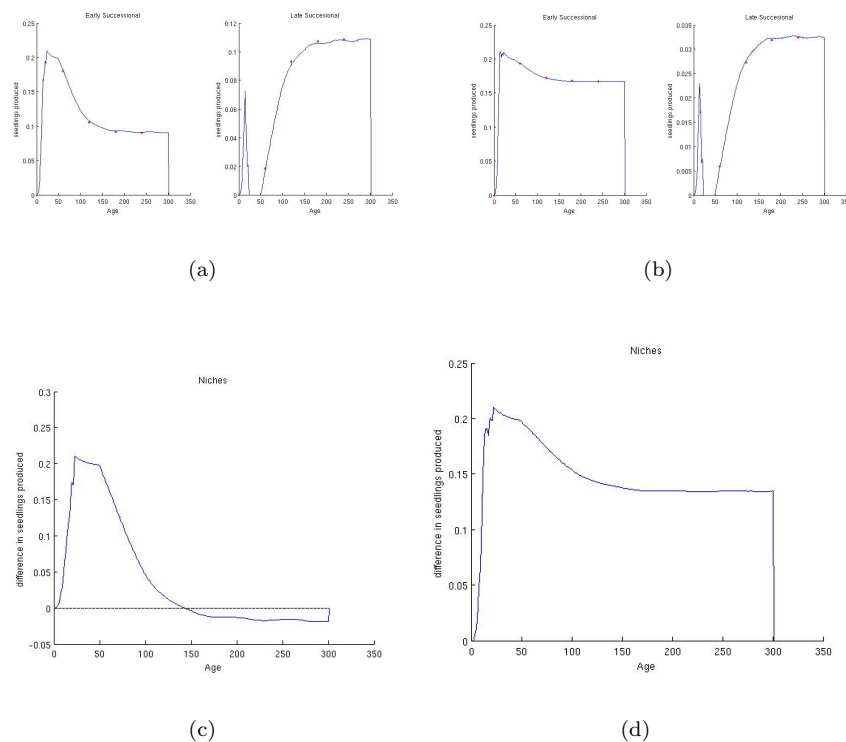 Early Successional
0.25
0.2
0.15
0.1
0.05
0
seedlings produced
0 50 100 150 200 250 300 350
Age
Late Succesional
0.12
0.1
0.08
0.06
0.04
0.02
0
seedlings produced
0 50 100 150 200 250 300 350
Age
(a)
Early Successional
0.25
0.2
0.15
0.1
0.05
0
seedlings produced
0 50 100 150 200 250 300 350
Age
Late Succesional
0.035
0.03
0.025
0.02
0.015
0.01
0.005
0
seedlings produced
0 50 100 150 200 250 300 350
Age
(b)
Niches
0.3
0.25
0.2
0.15
0.1
0.05
0
-0.05
difference in seedlings produced
0 50 100 150 200 250 300 350
Age
(c)
Niches
0.25
0.2
0.15
0.1
0.05
0
difference in seedlings produced
0 50 100 150 200 250 300 350
Age
(d)